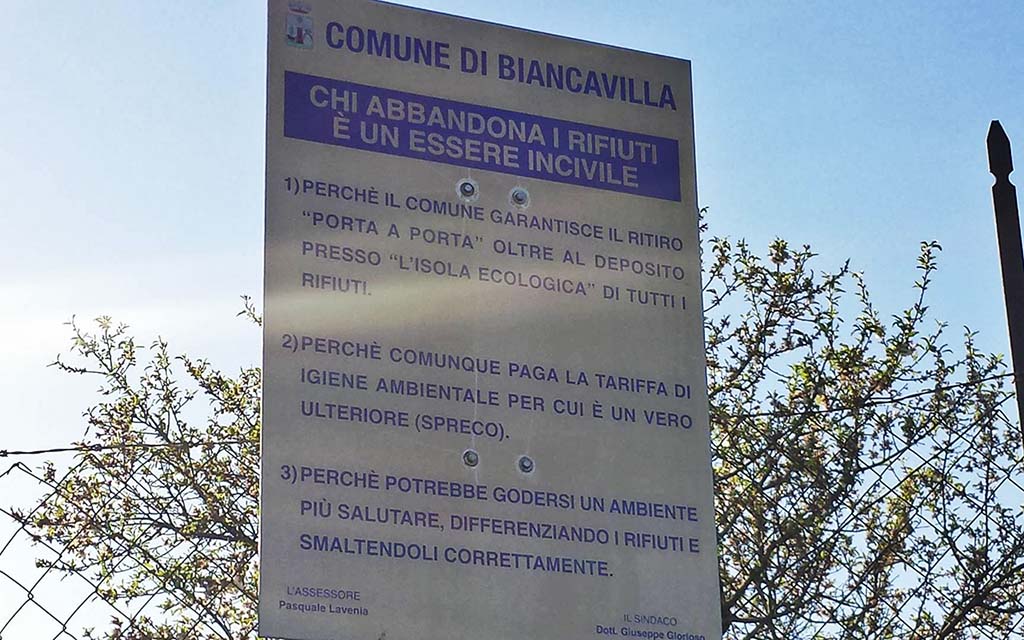 COMUNE DI BIANCAVILLA
CHI ABBANDONA I RIFIUTI
È UN ESSERE INCIVILE
1) PERCHÈ IL COMUNE GARANTISCE IL RITIRO
“PORTA A PORTA” OLTRE AL DEPOSITO
PRESSO “L’ISOLA ECOLOGICA” DI TUTTI I
RIFIUTI.
2) PERCHÈ COMUNQUE PAGA LA TARIFFA DI
IGIENE AMBIENTALE PER CUI È UN VERO
ULTERIORE (SPRECO).
3) PERCHÈ POTREBBE GODERSI UN AMBIENTE
PIÙ SALUTARE, DIFFERENZIANDO I RIFIUTI E
SMALTENDOLI CORRETTAMENTE.
L’ASSESSORE
Pasquale Lavenia
IL SINDACO
Dott. Giuseppe Glorioso